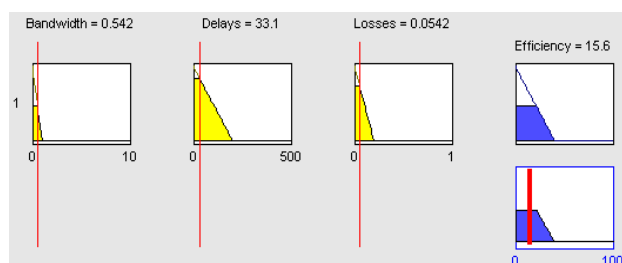 Bandwidth = 0.542 Delays = 33.1 Losses = 0.0542
Efficiency = 15.6
1
0 10 0 500 0 1
0 100